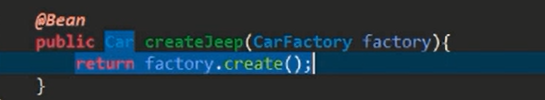 @Bean
public Car createJeep(CarFactory factory){
return factory.create();
}